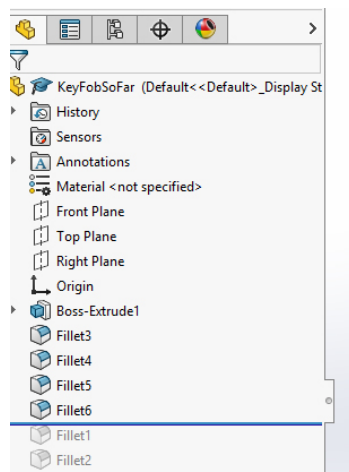 KeyFobSoFar (Default<<Default>_Display St
History
Sensors
A Annotations
Material <not specified>
Front Plane
Top Plane
Right Plane
Origin
Boss-Extrude1
Fillet3
Fillet4
Fillet5
Fillet6
Fillet1
Fillet2